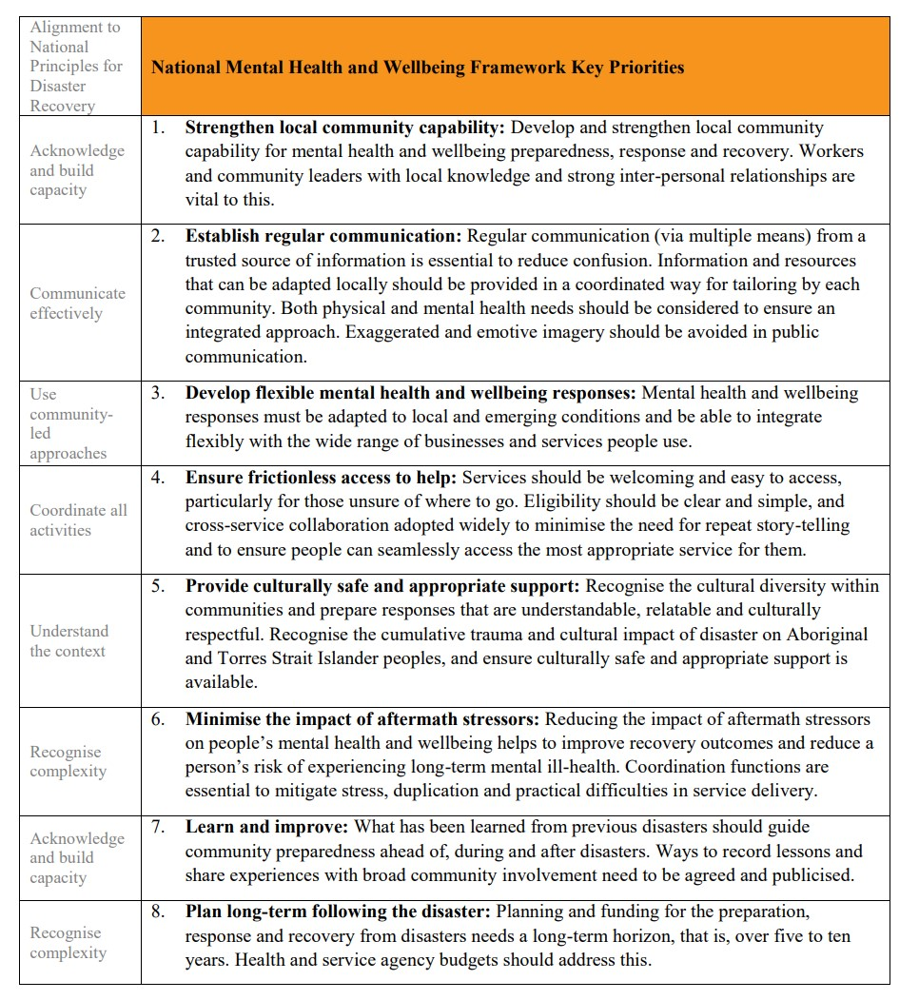 Alignment to
National
Principles for
Disaster
Recovery
National Mental Health and Wellbeing Framework Key Priorities
Acknowledge
and build
capacity
1. Strengthen local community capability: Develop and strengthen local community
capability for mental health and wellbeing preparedness, response and recovery. Workers
and community leaders with local knowledge and strong inter-personal relationships are
vital to this.
Communicate
effectively
2. Establish regular communication: Regular communication (via multiple means) from a
trusted source of information is essential to reduce confusion. Information and resources
that can be adapted locally should be provided in a coordinated way for tailoring by each
community. Both physical and mental health needs should be considered to ensure an
integrated approach. Exaggerated and emotive imagery should be avoided in public
communication.
Use
community-
led
approaches
3. Develop flexible mental health and wellbeing responses: Mental health and wellbeing
responses must be adapted to local and emerging conditions and be able to integrate
flexibly with the wide range of businesses and services people use.
Coordinate all
activities
4. Ensure frictionless access to help: Services should be welcoming and easy to access,
particularly for those unsure of where to go. Eligibility should be clear and simple, and
cross-service collaboration adopted widely to minimise the need for repeat story-telling
and to ensure people can seamlessly access the most appropriate service for them.
Understand
the context
5. Provide culturally safe and appropriate support: Recognise the cultural diversity within
communities and prepare responses that are understandable, relatable and culturally
respectful. Recognise the cumulative trauma and cultural impact of disaster on Aboriginal
and Torres Strait Islander peoples, and ensure culturally safe and appropriate support is
available.
Recognise
complexity
6. Minimise the impact of aftermath stressors: Reducing the impact of aftermath stressors
on people's mental health and wellbeing helps to improve recovery outcomes and reduce a
person's risk of experiencing long-term mental ill-health. Coordination functions are
essential to mitigate stress, duplication and practical difficulties in service delivery.
Acknowledge
and build
capacity
7. Learn and improve: What has been learned from previous disasters should guide
community preparedness ahead of, during and after disasters. Ways to record lessons and
share experiences with broad community involvement need to be agreed and publicised.
Recognise
complexity
8. Plan long-term following the disaster: Planning and funding for the preparation,
response and recovery from disasters needs a long-term horizon, that is, over five to ten
years. Health and service agency budgets should address this.